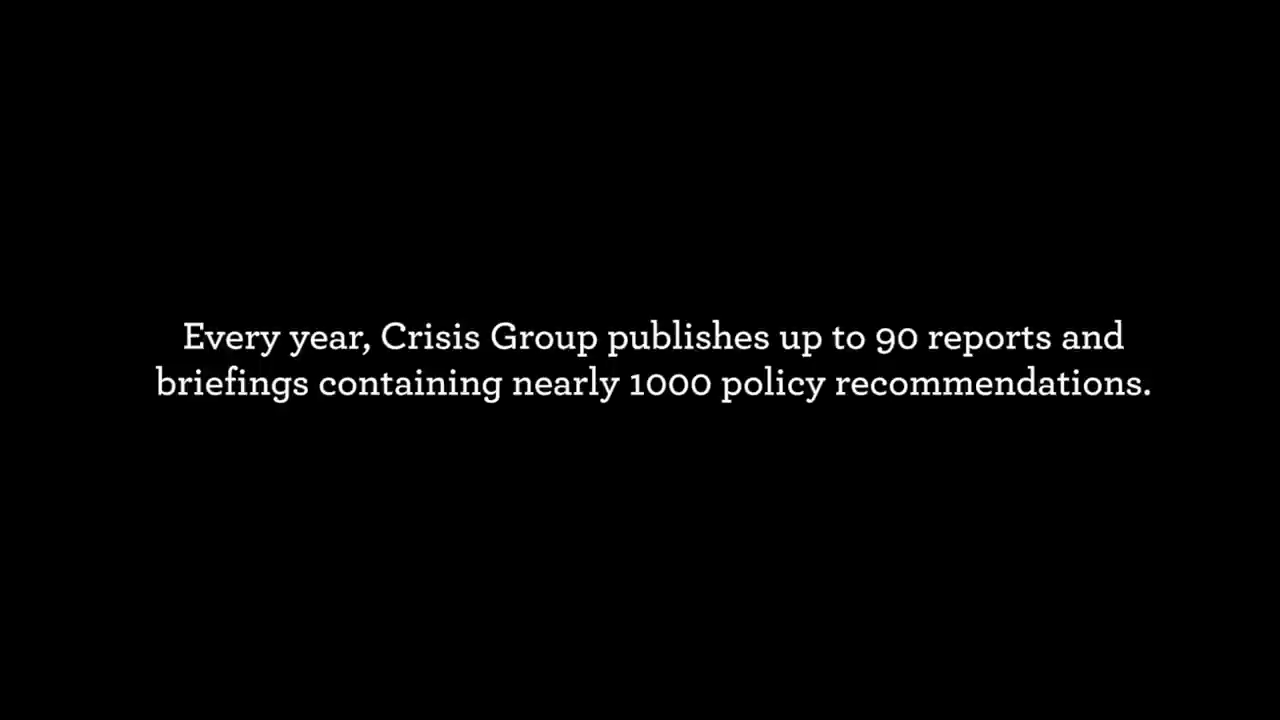 Every year, Crisis Group publishes up to 90 reports and
briefings containing nearly 1000 policy recommendations.